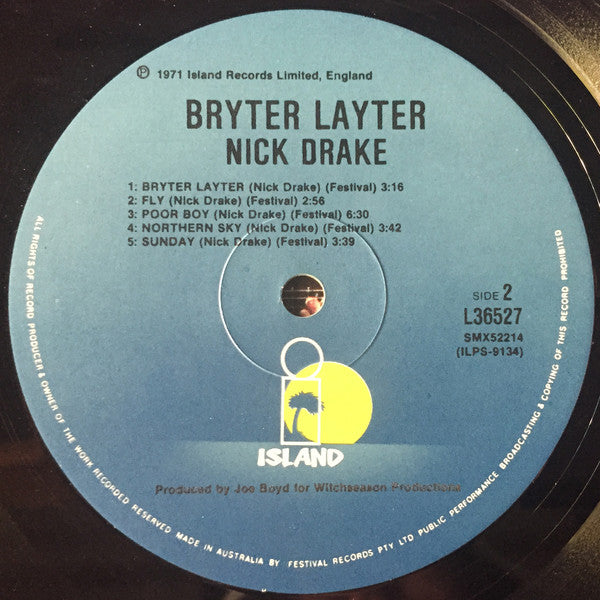 ℗ 1971 Island Records Limited, England
BRYTER LAYTER
NICK DRAKE
1: BRYTER LAYTER (Nick Drake) (Festival) 3:16
2: FLY (Nick Drake) (Festival) 2:56
3: POOR BOY (Nick Drake) (Festival) 6:30
4: NORTHERN SKY (Nick Drake) (Festival) 3:42
5: SUNDAY (Nick Drake) (Festival) 3:39
SIDE 2
L36527
SMX52214
(ILPS-9134)
ISLAND
Produced by Joe Boyd for Witchseason Productions
ALL RIGHTS OF RECORD PRODUCER & OWNER OF THE WORK RECORDED RESERVED MADE IN AUSTRALIA BY FESTIVAL RECORDS PTY LTD PUBLIC PERFORMANCE BROADCASTING & COPYING OF THIS RECORD PROHIBITED